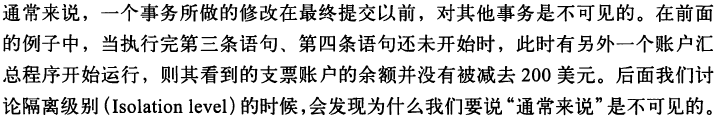 通常来说，一个事务所做的修改在最终提交以前，对其他事务是不可见的。在前面
的例子中，当执行完第三条语句、第四条语句还未开始时，此时有另外一个账户汇
总程序开始运行，则其看到的支票账户的余额并没有被减去 200 美元。后面我们讨
论隔离级别（Isolation level）的时候，会发现为什么我们要说“通常来说”是不可见的。